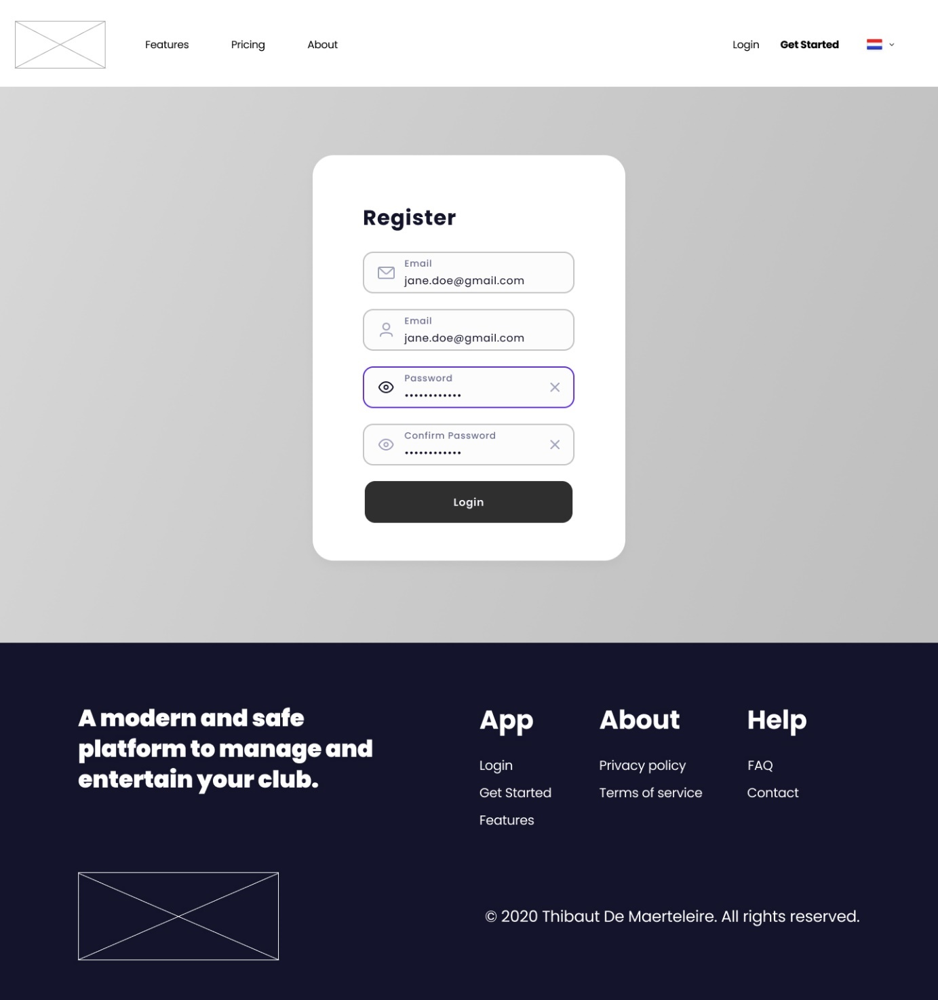 Features
Pricing
About
Login
Get Started
Register
Email
jane.doe@gmail.com
Email
jane.doe@gmail.com
Password
••••••••••••
Confirm Password
••••••••••••
Login
A modern and safe
platform to manage and
entertain your club.
App
Login
Get Started
Features
About
Privacy policy
Terms of service
Help
FAQ
Contact
© 2020 Thibaut De Maerteleire. All rights reserved.